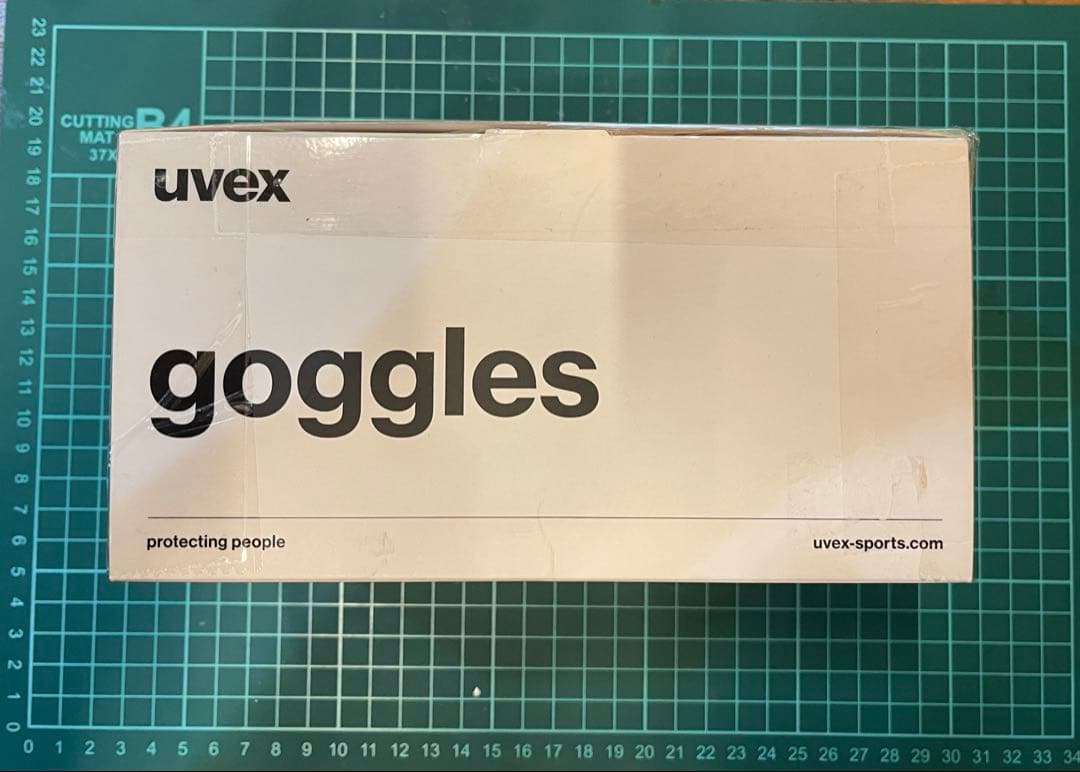 CUTTING B4
MAT
37X
uvex
goggles
protecting people
uvex-sports.com
23 22 21 20 19 18 17 16 15 14 13 12 11 10 9 8 7 6 5 4 3 2 1 0
0 1 2 3 4 5 6 7 8 9 10 11 12 13 14 15 16 17 18 19 20 21 22 23 24 25 26 27 28 29 30 31 32 33 34